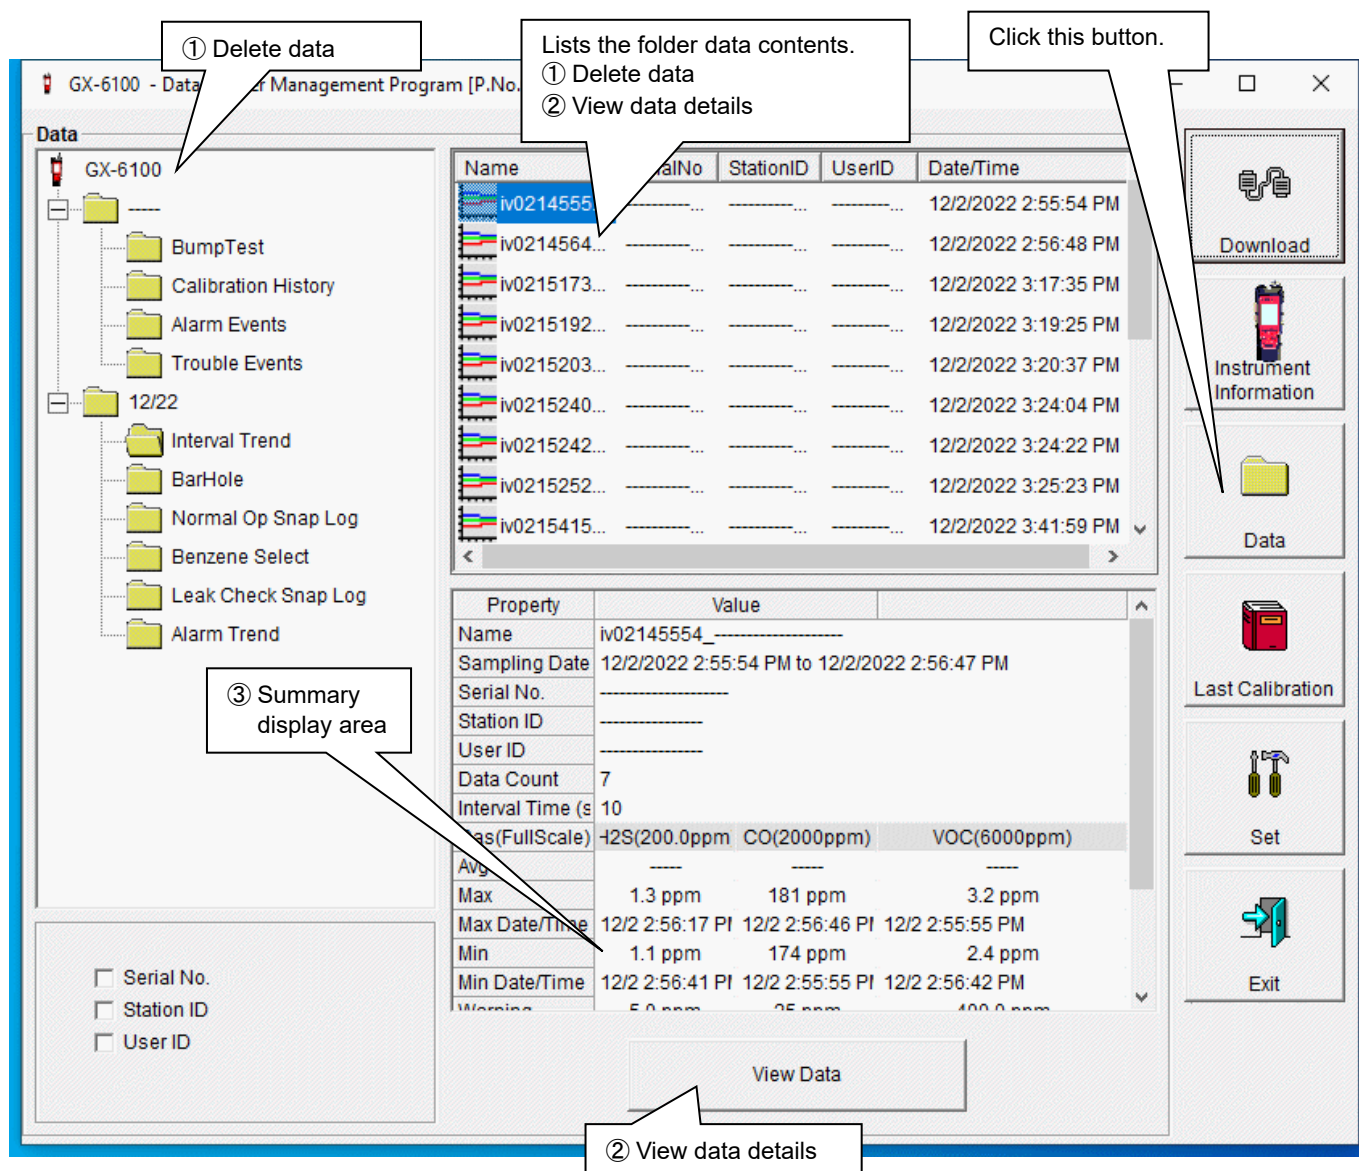 ① Delete data
Lists the folder data contents.
① Delete data
② View data details
Click this button.
GX-6100 - Data Management Program [P.No.
Data
GX-6100
-----
BumpTest
Calibration History
Alarm Events
Trouble Events
12/22
Interval Trend
BarHole
Normal Op Snap Log
Benzene Select
Leak Check Snap Log
Alarm Trend
Name StationID UserID Date/Time
iv0214555 ----------... ----------... ---------... 12/2/2022 2:55:54 PM
iv0214564... ----------... ----------... ---------... 12/2/2022 2:56:48 PM
iv0215173... ----------... ----------... ---------... 12/2/2022 3:17:35 PM
iv0215192... ----------... ----------... ---------... 12/2/2022 3:19:25 PM
iv0215203... ----------... ----------... ---------... 12/2/2022 3:20:37 PM
iv0215240... ----------... ----------... ---------... 12/2/2022 3:24:04 PM
iv0215242... ----------... ----------... ---------... 12/2/2022 3:24:22 PM
iv0215252... ----------... ----------... ---------... 12/2/2022 3:25:23 PM
iv0215415... ----------... ----------... ---------... 12/2/2022 3:41:59 PM
Property Value
Name iv02145554_--------------------
Sampling Date 12/2/2022 2:55:54 PM to 12/2/2022 2:56:47 PM
Serial No. --------------------
Station ID ----------------
User ID ----------------
Data Count 7
Interval Time (s 10
Gas(FullScale) H2S(200.0ppm CO(2000ppm) VOC(6000ppm)
Avg ----- ----- -----
Max 1.3 ppm 181 ppm 3.2 ppm
Max Date/Time 12/2 2:56:17 PM 12/2 2:56:46 PM 12/2 2:55:55 PM
Min 1.1 ppm 174 ppm 2.4 ppm
Min Date/Time 12/2 2:56:41 PM 12/2 2:55:55 PM 12/2 2:56:42 PM
Warning 5.0 ppm 25 ppm 400.0 ppm
③ Summary
display area
Serial No.
Station ID
User ID
View Data
② View data details
Download
Instrument
Information
Data
Last Calibration
Set
Exit